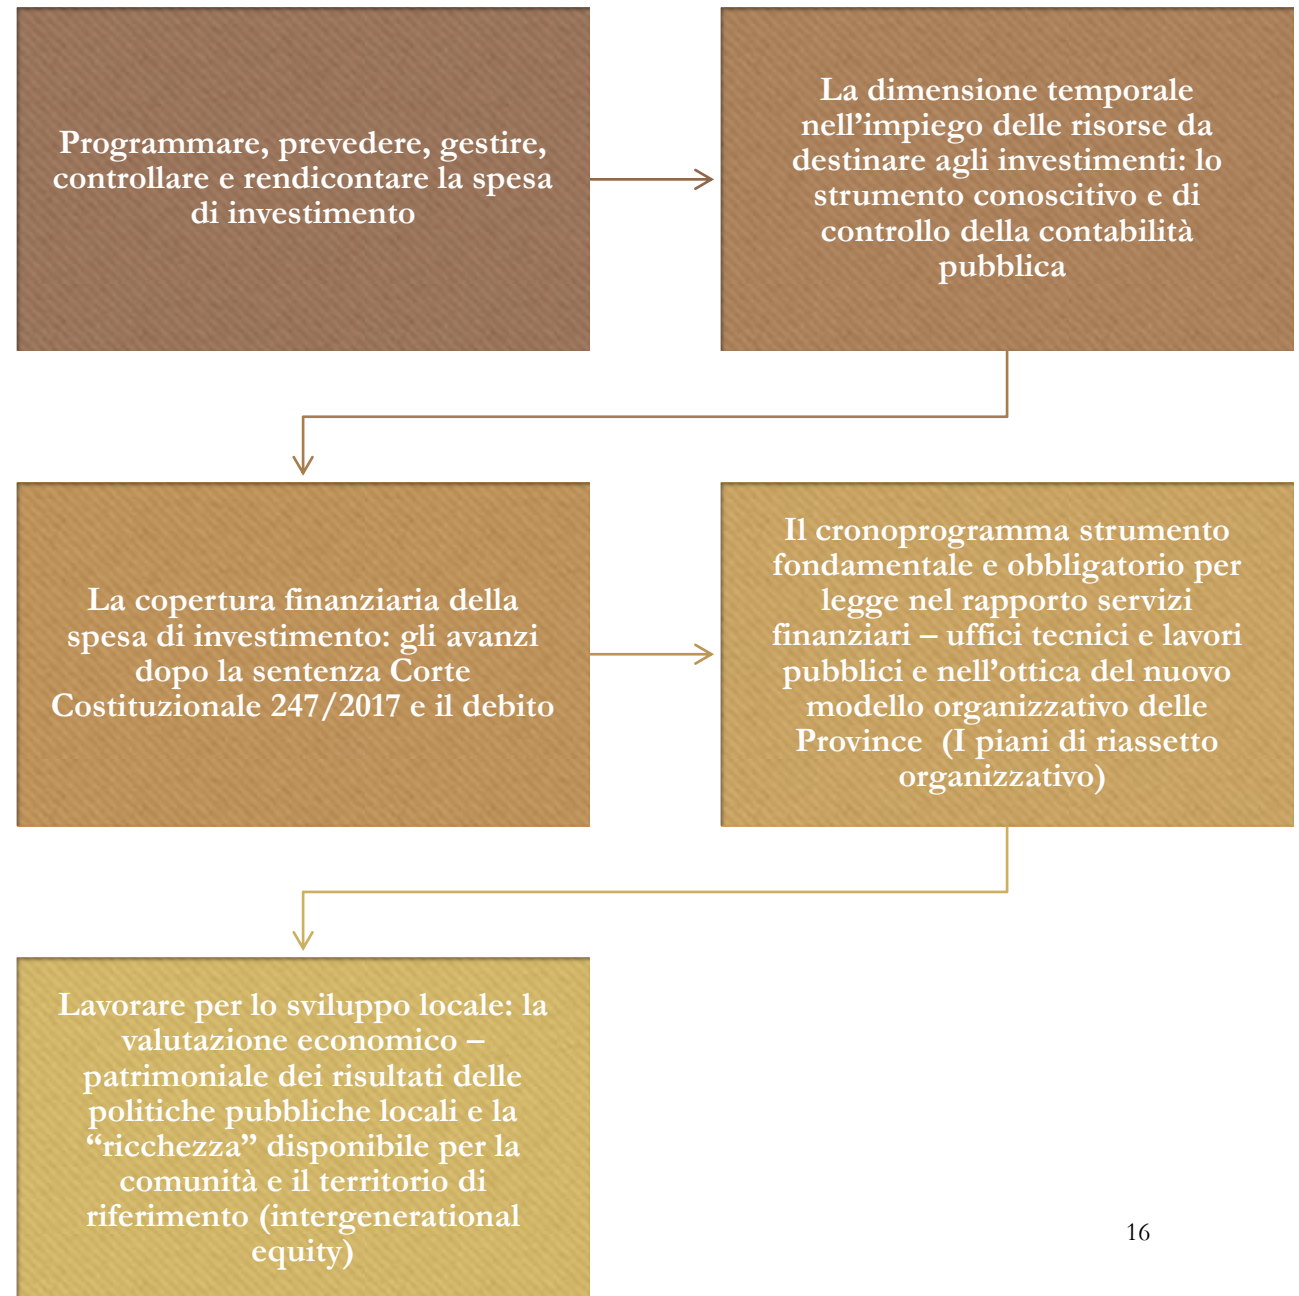 Programmare, prevedere, gestire,
controllare e rendicontare la spesa
di investimento
La dimensione temporale
nell’impiego delle risorse da
destinare agli investimenti: lo
strumento conoscitivo e di
controllo della contabilità
pubblica
La copertura finanziaria della
spesa di investimento: gli avanzi
dopo la sentenza Corte
Costituzionale 247/2017 e il debito
Il cronoprogramma strumento
fondamentale e obbligatorio per
legge nel rapporto servizi
finanziari – uffici tecnici e lavori
pubblici e nell’ottica del nuovo
modello organizzativo delle
Province (I piani di riassetto
organizzativo)
Lavorare per lo sviluppo locale: la
valutazione economico –
patrimoniale dei risultati delle
politiche pubbliche locali e la
“ricchezza” disponibile per la
comunità e il territorio di
riferimento (intergenerational
equity)
16